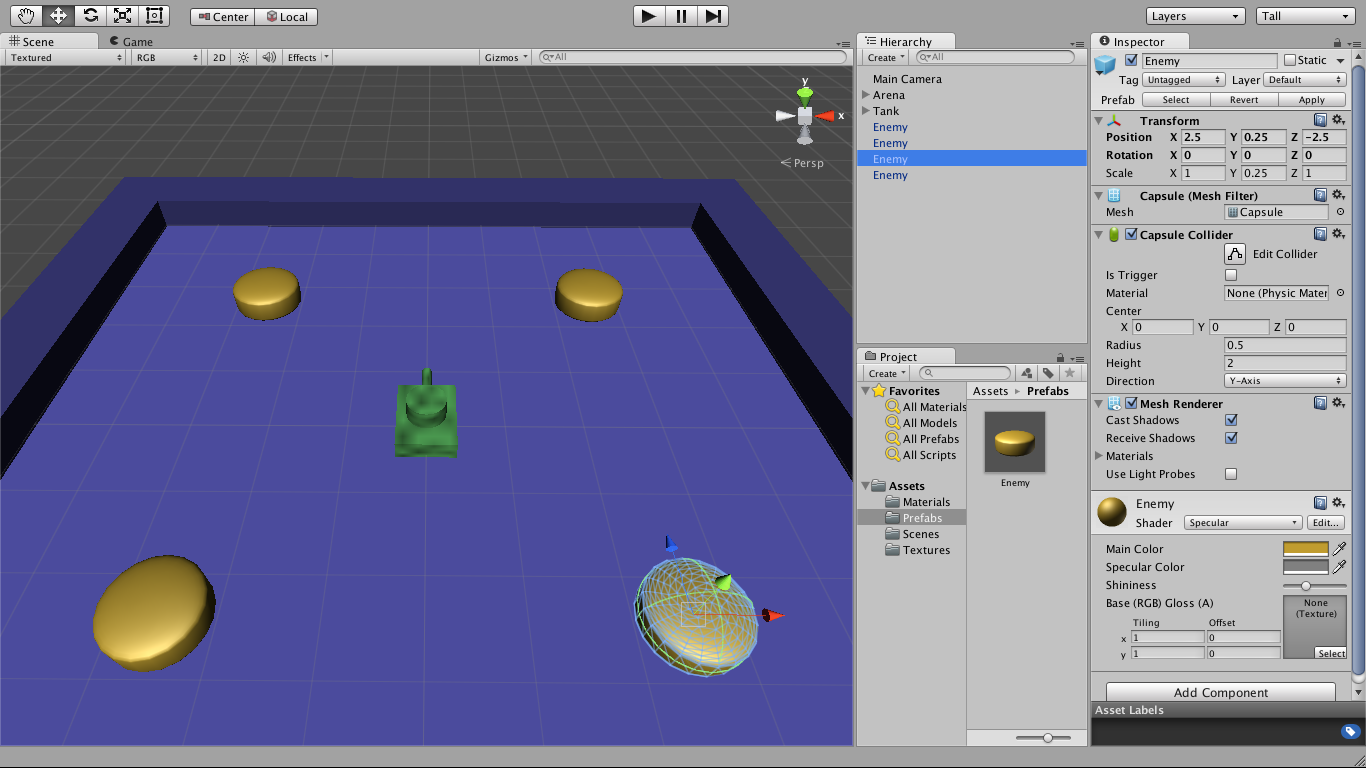 Center Local
Layers
Tall
Scene Game
Textured RGB 2D Effects Gizmos All
y
x
Persp
Hierarchy
Create All
Main Camera
Arena
Tank
Enemy
Enemy
Enemy
Enemy
Project
Create
Favorites
All Materials
All Models
All Prefabs
All Scripts
Assets
Materials
Prefabs
Scenes
Textures
Assets Prefabs
Enemy
Inspector
Enemy Static
Tag Untagged Layer Default
Prefab Select Revert Apply
Transform
Position X 2.5 Y 0.25 Z -2.5
Rotation X 0 Y 0 Z 0
Scale X 1 Y 0.25 Z 1
Capsule (Mesh Filter)
Mesh Capsule
Capsule Collider
Edit Collider
Is Trigger
Material None (Physic Mater
Center
X 0 Y 0 Z 0
Radius 0.5
Height 2
Direction Y-Axis
Mesh Renderer
Cast Shadows
Receive Shadows
Materials
Use Light Probes
Enemy
Shader Specular Edit...
Main Color
Specular Color
Shininess
Base (RGB) Gloss (A)
None
(Texture)
Tiling Offset
x 1 0
y 1 0
Select
Add Component
Asset Labels